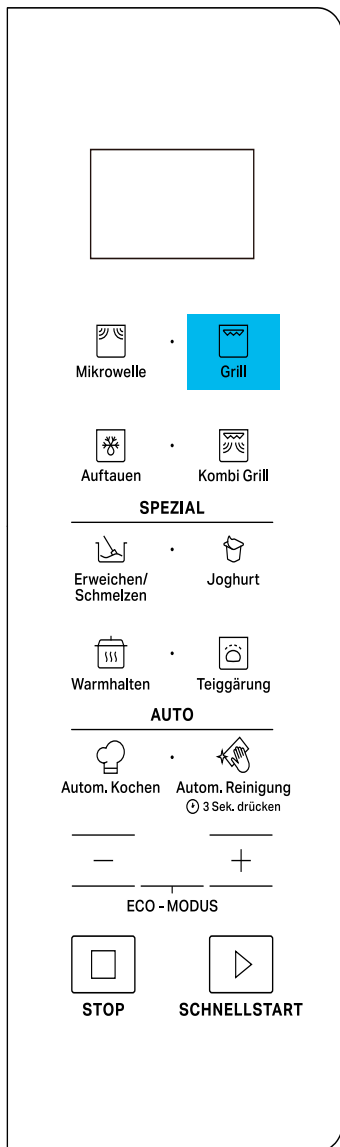 Mikrowelle
Grill
Auftauen
Kombi Grill
SPEZIAL
Erweichen/
Schmelzen
Joghurt
Warmhalten
Teiggärung
AUTO
Autom. Kochen
Autom. Reinigung
3 Sek. drücken
ECO - MODUS
STOP
SCHNELLSTART